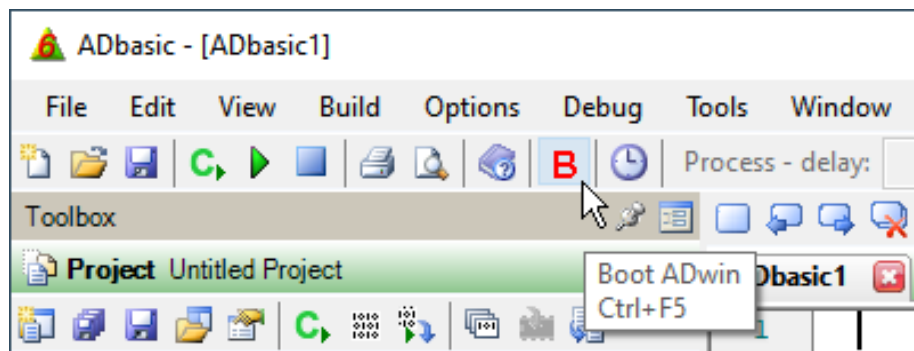 ADbasic - [ADbasic1]
File Edit View Build Options Debug Tools Window
C B Process - delay:
Toolbox
Project Untitled Project
Boot ADwin
Ctrl+F5
Dbasic1
C 1